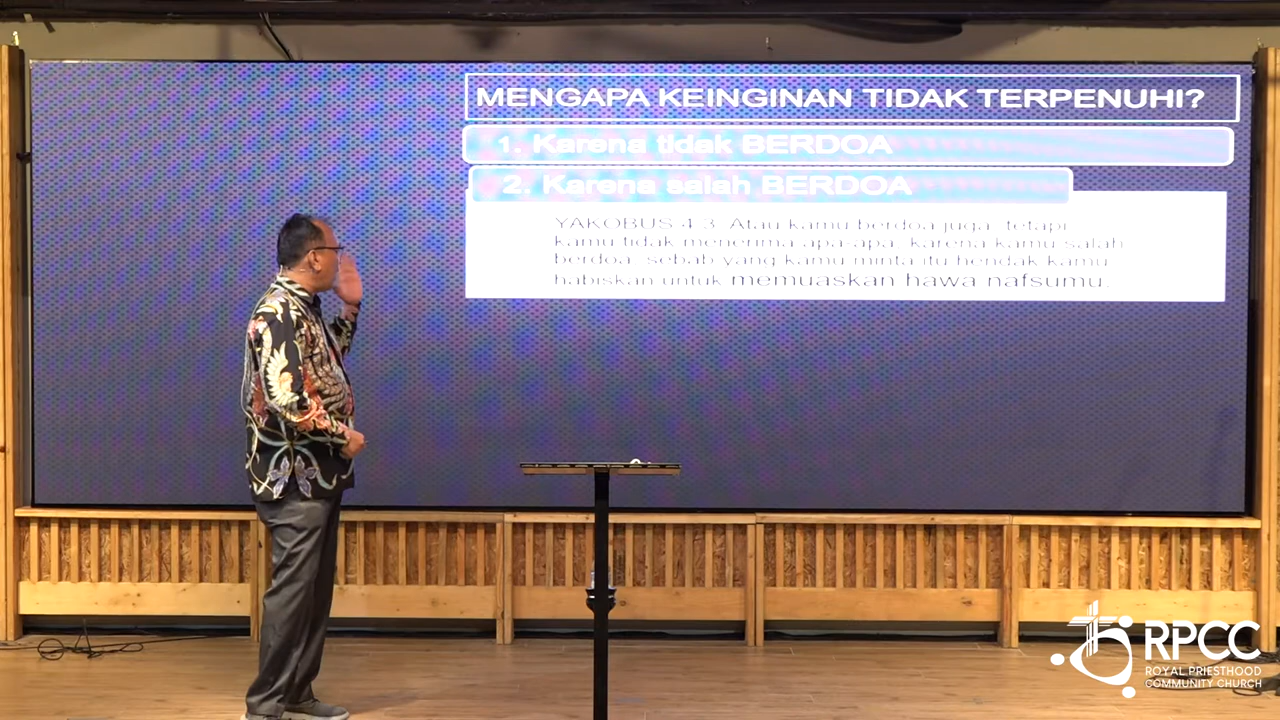 MENGAPA KEINGINAN TIDAK TERPENUHI?
1. Karena tidak BERDOA
2. Karena salah BERDOA
YAKOBUS 4:3 Atau kamu berdoa juga, tetapi
kamu tidak menerima apa-apa, karena kamu salah
berdoa, sebab yang kamu minta itu hendak kamu
habiskan untuk memuaskan hawa nafsumu.
RPCC
ROYAL PRIESTHOOD
COMMUNITY CHURCH